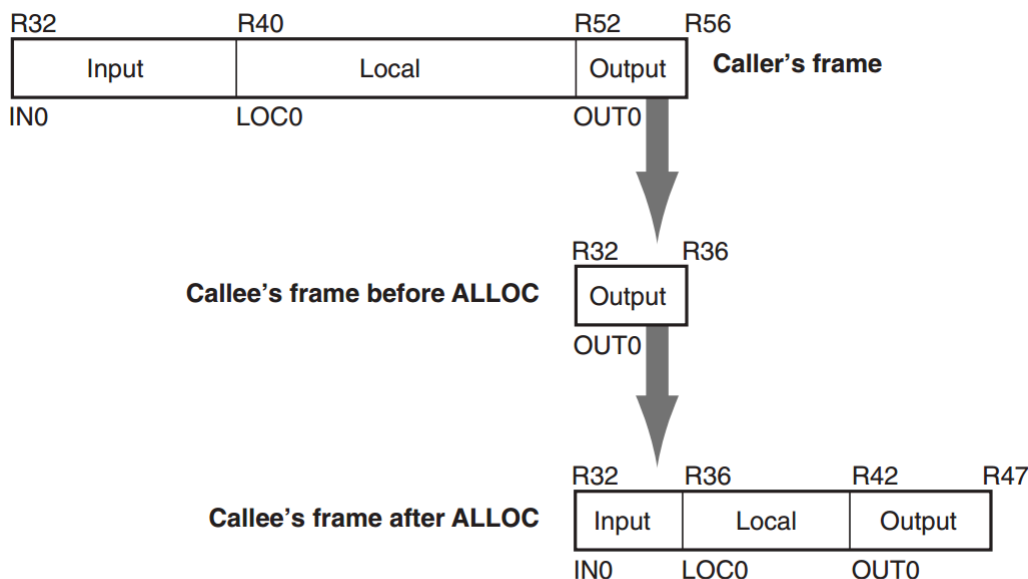 R32 R40 R52 R56
Input Local Output Caller's frame
IN0 LOC0 OUT0
R32 R36
Callee's frame before ALLOC Output
OUT0
R32 R36 R42 R47
Callee's frame after ALLOC Input Local Output
IN0 LOC0 OUT0